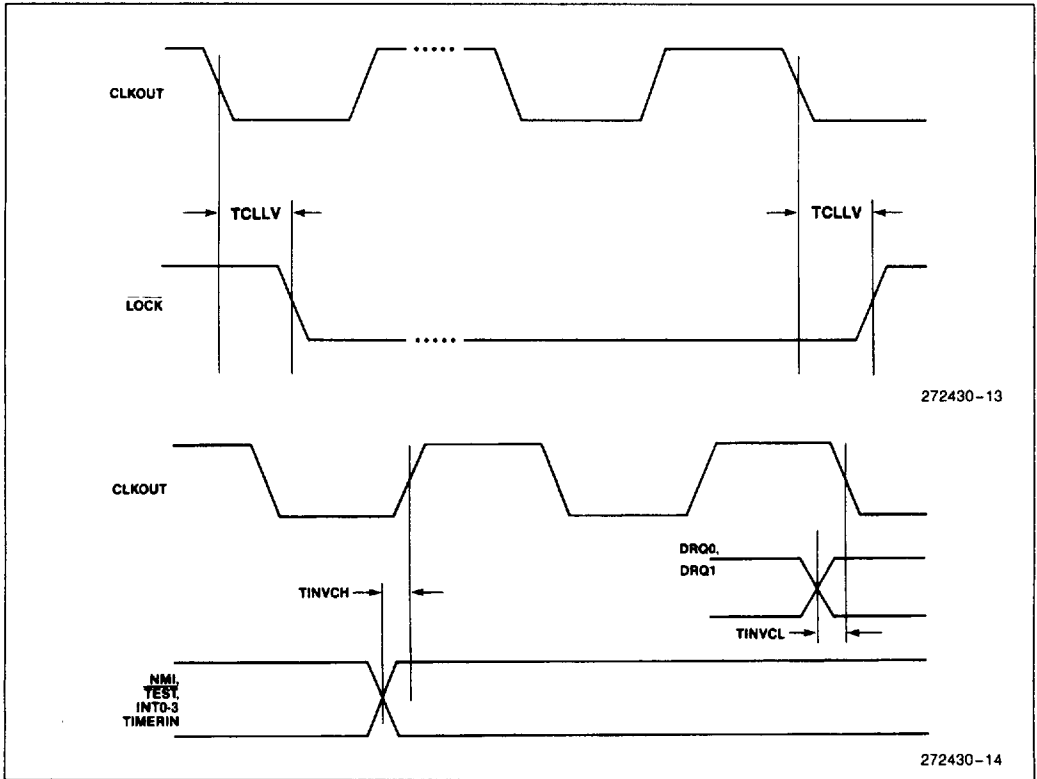 CLKOUT
TCLLV
TCLLV
LOCK
272430-13
CLKOUT
DRQ0,
DRQ1
TINVCH
TINVCL
NMI,
TEST,
INT0-3
TIMERIN
272430-14